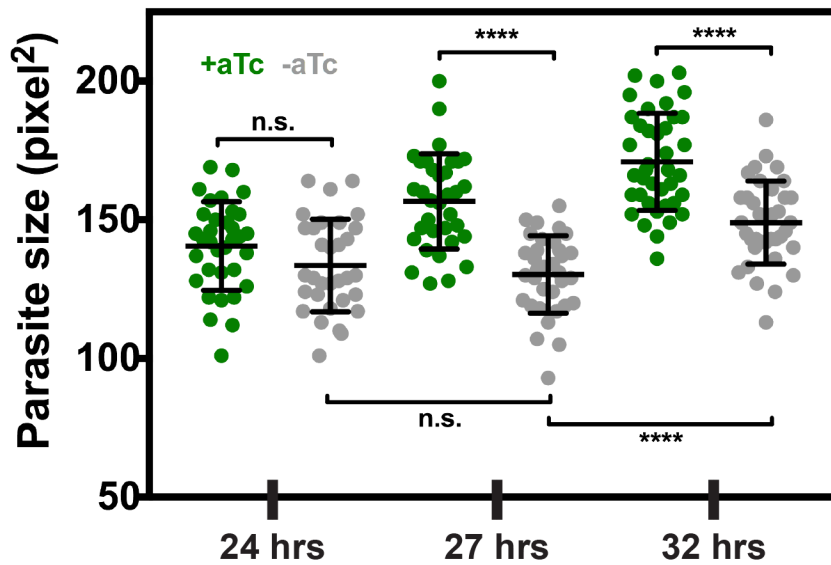 Parasite size (pixel²)
200
150
100
50
+aTc -aTc
n.s.
****
****
n.s.
****
24 hrs
27 hrs
32 hrs